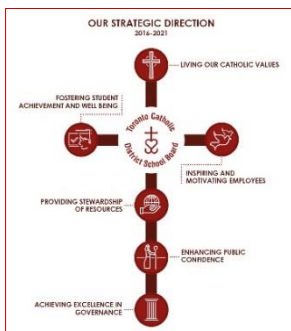 OUR STRATEGIC DIRECTION
2016-2021
LIVING OUR CATHOLIC VALUES
FOSTERING STUDENT
ACHIEVEMENT AND WELL BEING
Toronto Catholic
District School Board
INSPIRING AND
MOTIVATING EMPLOYEES
PROVIDING STEWARDSHIP
OF RESOURCES
ENHANCING PUBLIC
CONFIDENCE
ACHIEVING EXCELLENCE IN
GOVERNANCE